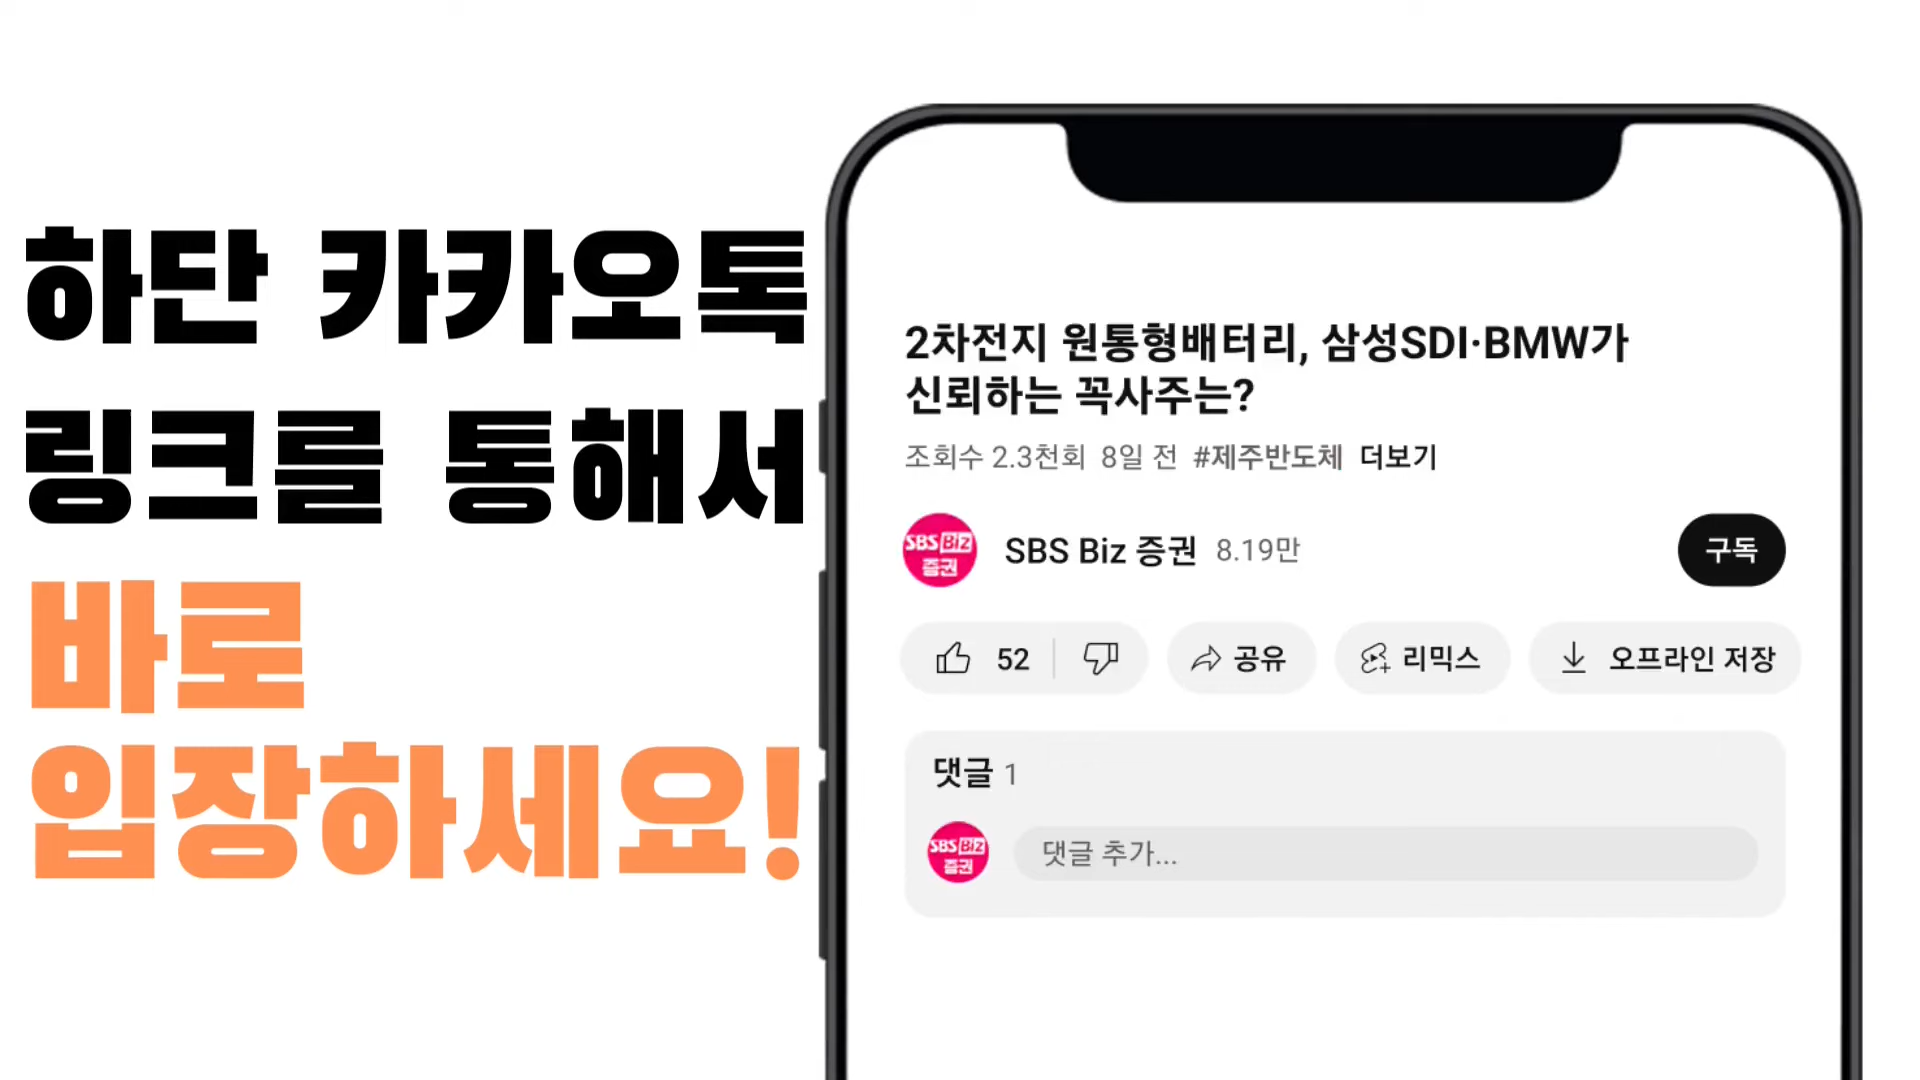 하단 카카오톡
링크를 통해서
바로
입장하세요!
2차전지 원통형배터리, 삼성SDI·BMW가
신뢰하는 꼭사주는?
조회수 2.3천회 8일 전 #제주반도체 더보기
SBS Biz 증권
SBS Biz 증권 8.19만
구독
52
공유
리믹스
오프라인 저장
댓글 1
SBS Biz 증권
댓글 추가...